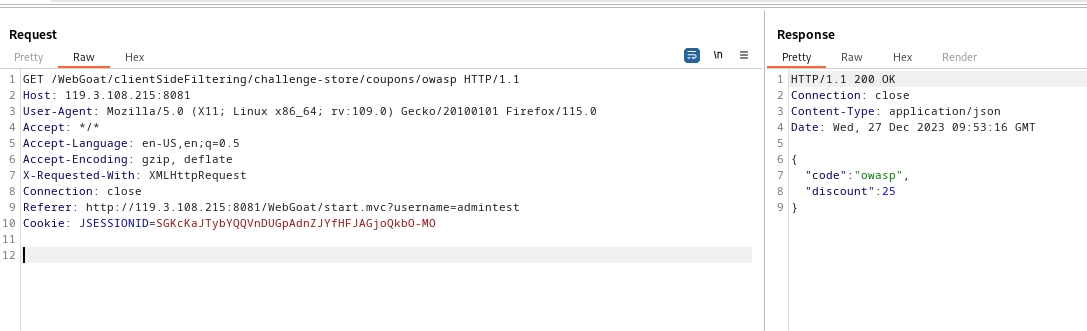 Request
Pretty Raw Hex \n
1 GET /WebGoat/clientSideFiltering/challenge-store/coupons/owasp HTTP/1.1
2 Host: 119.3.108.215:8081
3 User-Agent: Mozilla/5.0 (X11; Linux x86_64; rv:109.0) Gecko/20100101 Firefox/115.0
4 Accept: */*
5 Accept-Language: en-US,en;q=0.5
6 Accept-Encoding: gzip, deflate
7 X-Requested-With: XMLHttpRequest
8 Connection: close
9 Referer: http://119.3.108.215:8081/WebGoat/start.mvc?username=admintest
10 Cookie: JSESSIONID=SGKcKaJTybYQQVnDUGpAdnZJYfHFJAGjoQkbO-MO
11
12
Response
Pretty Raw Hex Render
1 HTTP/1.1 200 OK
2 Connection: close
3 Content-Type: application/json
4 Date: Wed, 27 Dec 2023 09:53:16 GMT
5
6 {
7 "code":"owasp",
8 "discount":25
9 }